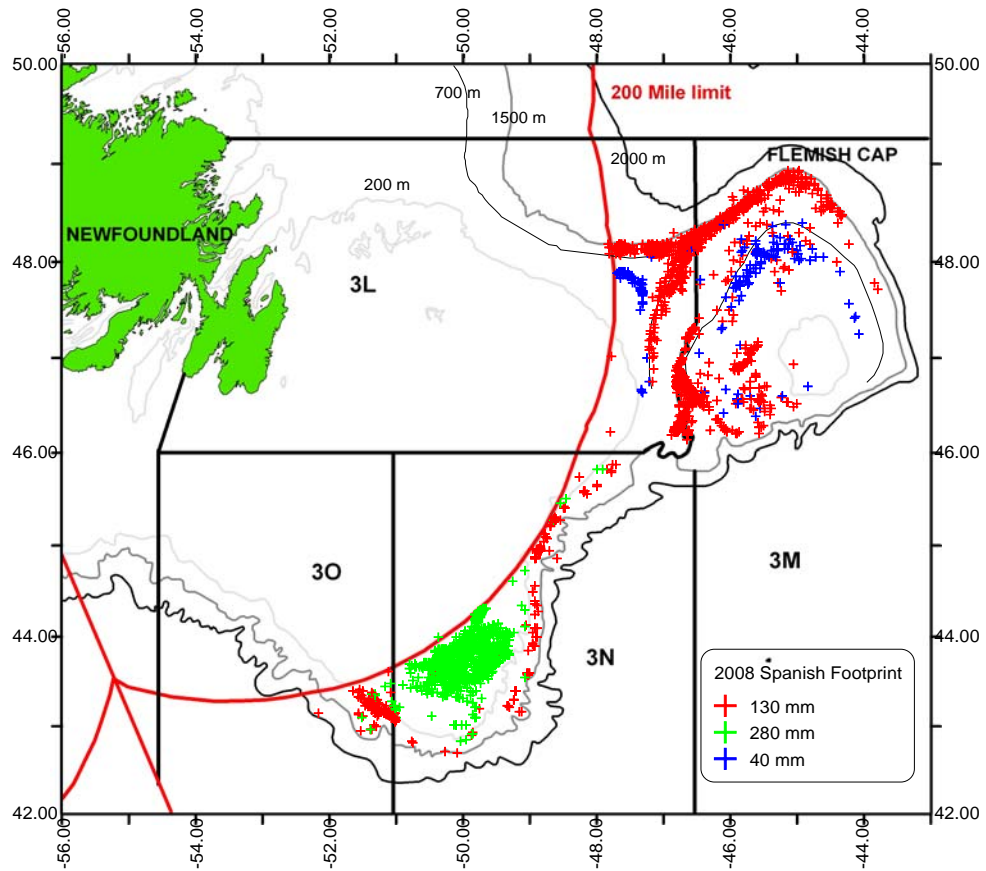 -56.00 -54.00 -52.00 -50.00 -48.00 -46.00 -44.00
50.00 50.00
700 m
200 Mile limit
1500 m
2000 m
FLEMISH CAP
200 m
NEWFOUNDLAND
48.00 48.00
3L
46.00 46.00
3O
3M
44.00 44.00
3N
2008 Spanish Footprint
130 mm
280 mm
40 mm
42.00 42.00
-56.00 -54.00 -52.00 -50.00 -48.00 -46.00 -44.00